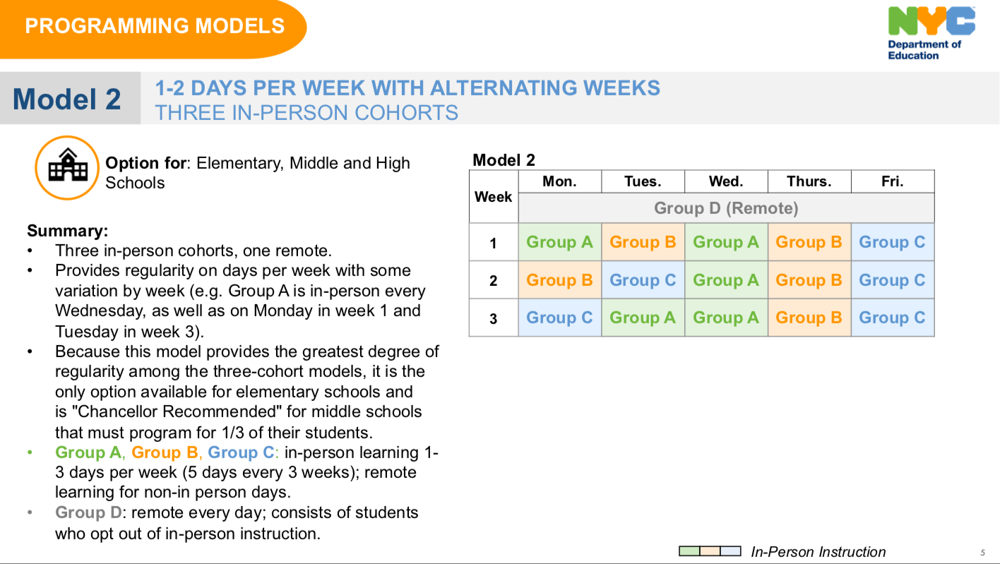 PROGRAMMING MODELS
NYC
Department of
Education
Model 2
1-2 DAYS PER WEEK WITH ALTERNATING WEEKS
THREE IN-PERSON COHORTS
Option for: Elementary, Middle and High
Schools
Summary:
• Three in-person cohorts, one remote.
• Provides regularity on days per week with some
variation by week (e.g. Group A is in-person every
Wednesday, as well as on Monday in week 1 and
Tuesday in week 3).
• Because this model provides the greatest degree of
regularity among the three-cohort models, it is the
only option available for elementary schools and
is "Chancellor Recommended" for middle schools
that must program for 1/3 of their students.
• Group A, Group B, Group C: in-person learning 1-
3 days per week (5 days every 3 weeks); remote
learning for non-in person days.
• Group D: remote every day; consists of students
who opt out of in-person instruction.
Model 2
Week Mon. Tues. Wed. Thurs. Fri.
Group D (Remote)
1 Group A Group B Group A Group B Group C
2 Group B Group C Group A Group B Group C
3 Group C Group A Group A Group B Group C
In-Person Instruction
5